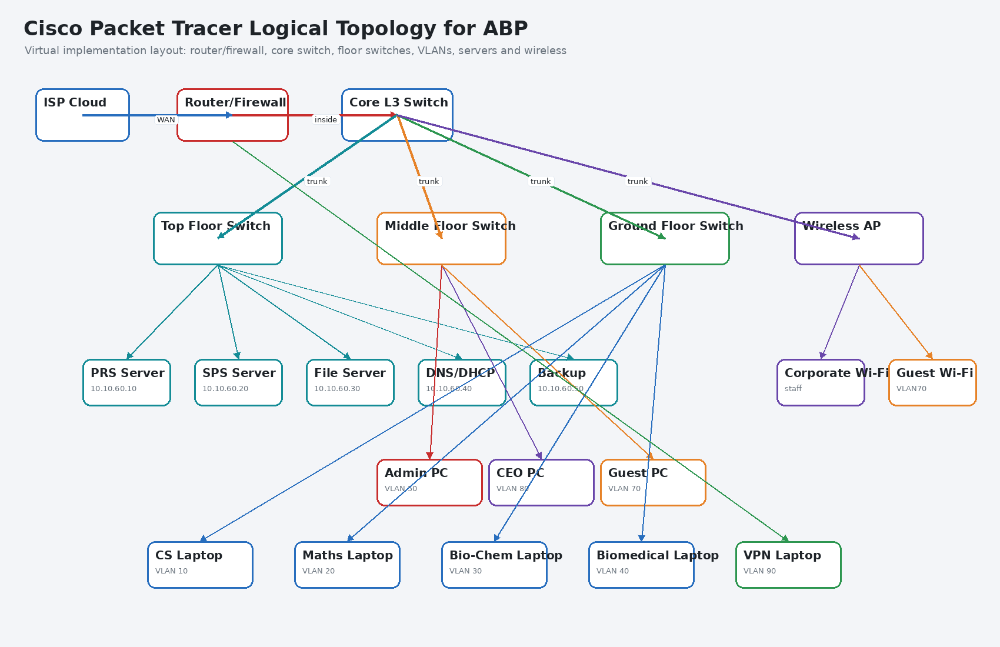 Cisco Packet Tracer Logical Topology for ABP
Virtual implementation layout: router/firewall, core switch, floor switches, VLANs, servers and wireless
ISP Cloud
Router/Firewall
Core L3 Switch
WAN
inside
trunk
trunk
trunk
trunk
Top Floor Switch
Middle Floor Switch
Ground Floor Switch
Wireless AP
PRS Server
10.10.60.10
SPS Server
10.10.60.20
File Server
10.10.60.30
DNS/DHCP
10.10.60.40
Backup
10.10.60.50
Corporate Wi-Fi
staff
Guest Wi-Fi
VLAN70
Admin PC
VLAN 50
CEO PC
VLAN 80
Guest PC
VLAN 70
CS Laptop
VLAN 10
Maths Laptop
VLAN 20
Bio-Chem Laptop
VLAN 30
Biomedical Laptop
VLAN 40
VPN Laptop
VLAN 90